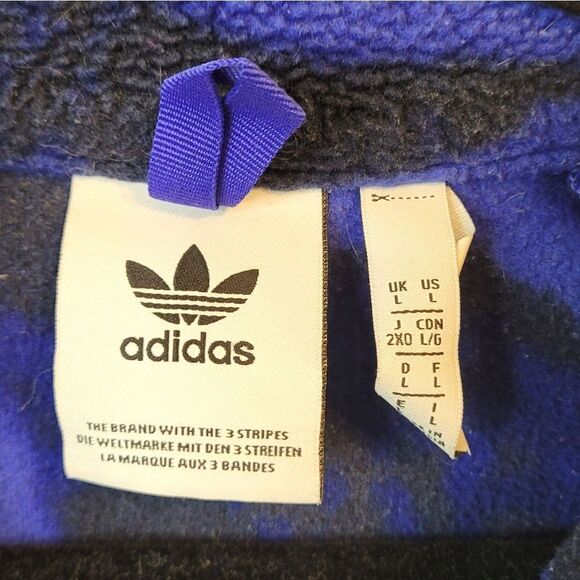 adidas
THE BRAND WITH THE 3 STRIPES
DIE WELTMARKE MIT DEN 3 STREIFEN
LA MARQUE AUX 3 BANDES
UK US
L L
J CDN
2XO L/G
D F
L L
E I
L
IN